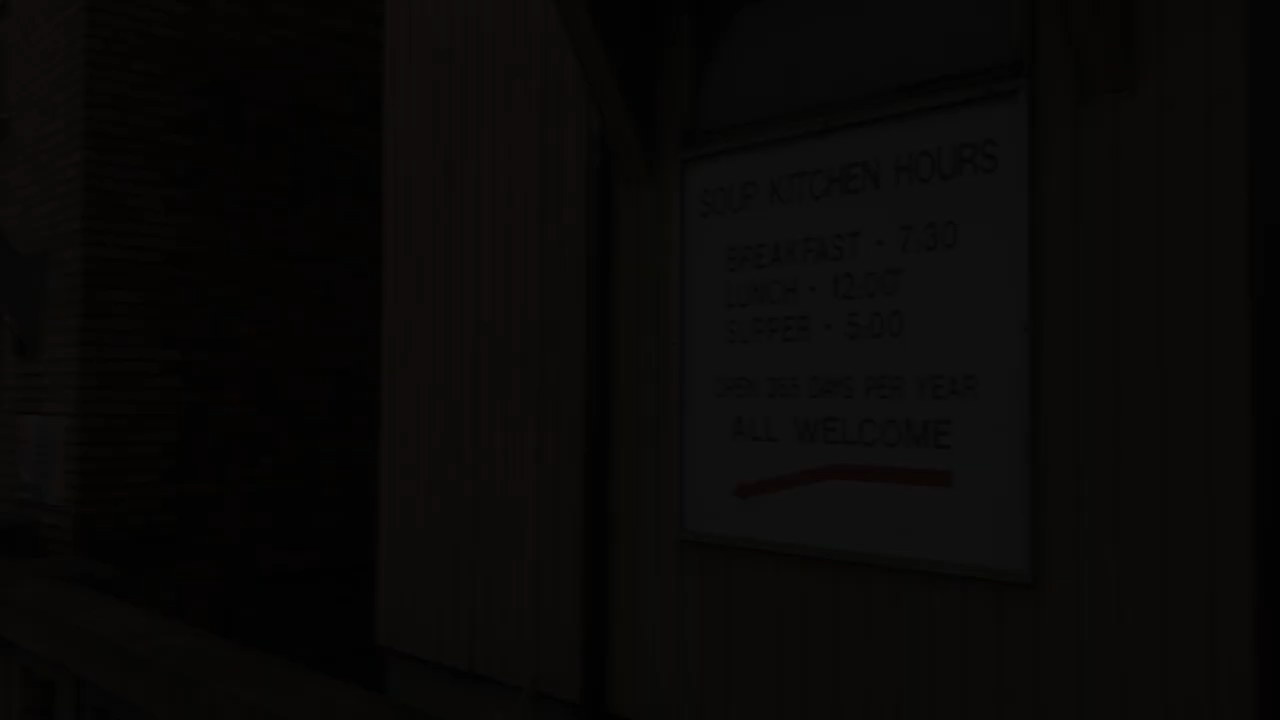 SOUP KITCHEN HOURS
BREAKFAST - 7:30
LUNCH - 12:00
SUPPER - 5:00
OPEN 365 DAYS PER YEAR
ALL WELCOME